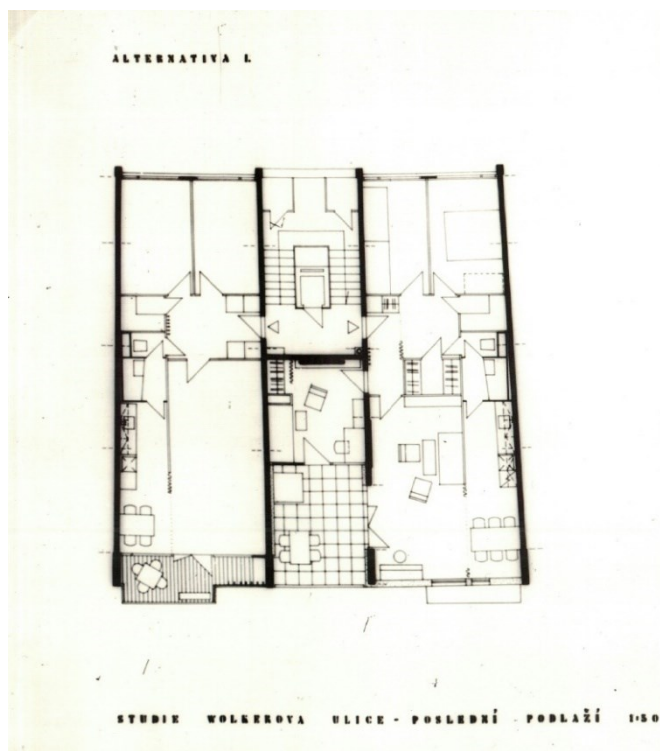 ALTERNATIVA I.
STUDIE WOLKEROVA ULICE - POSLEDNÍ PODLAŽÍ 1:50